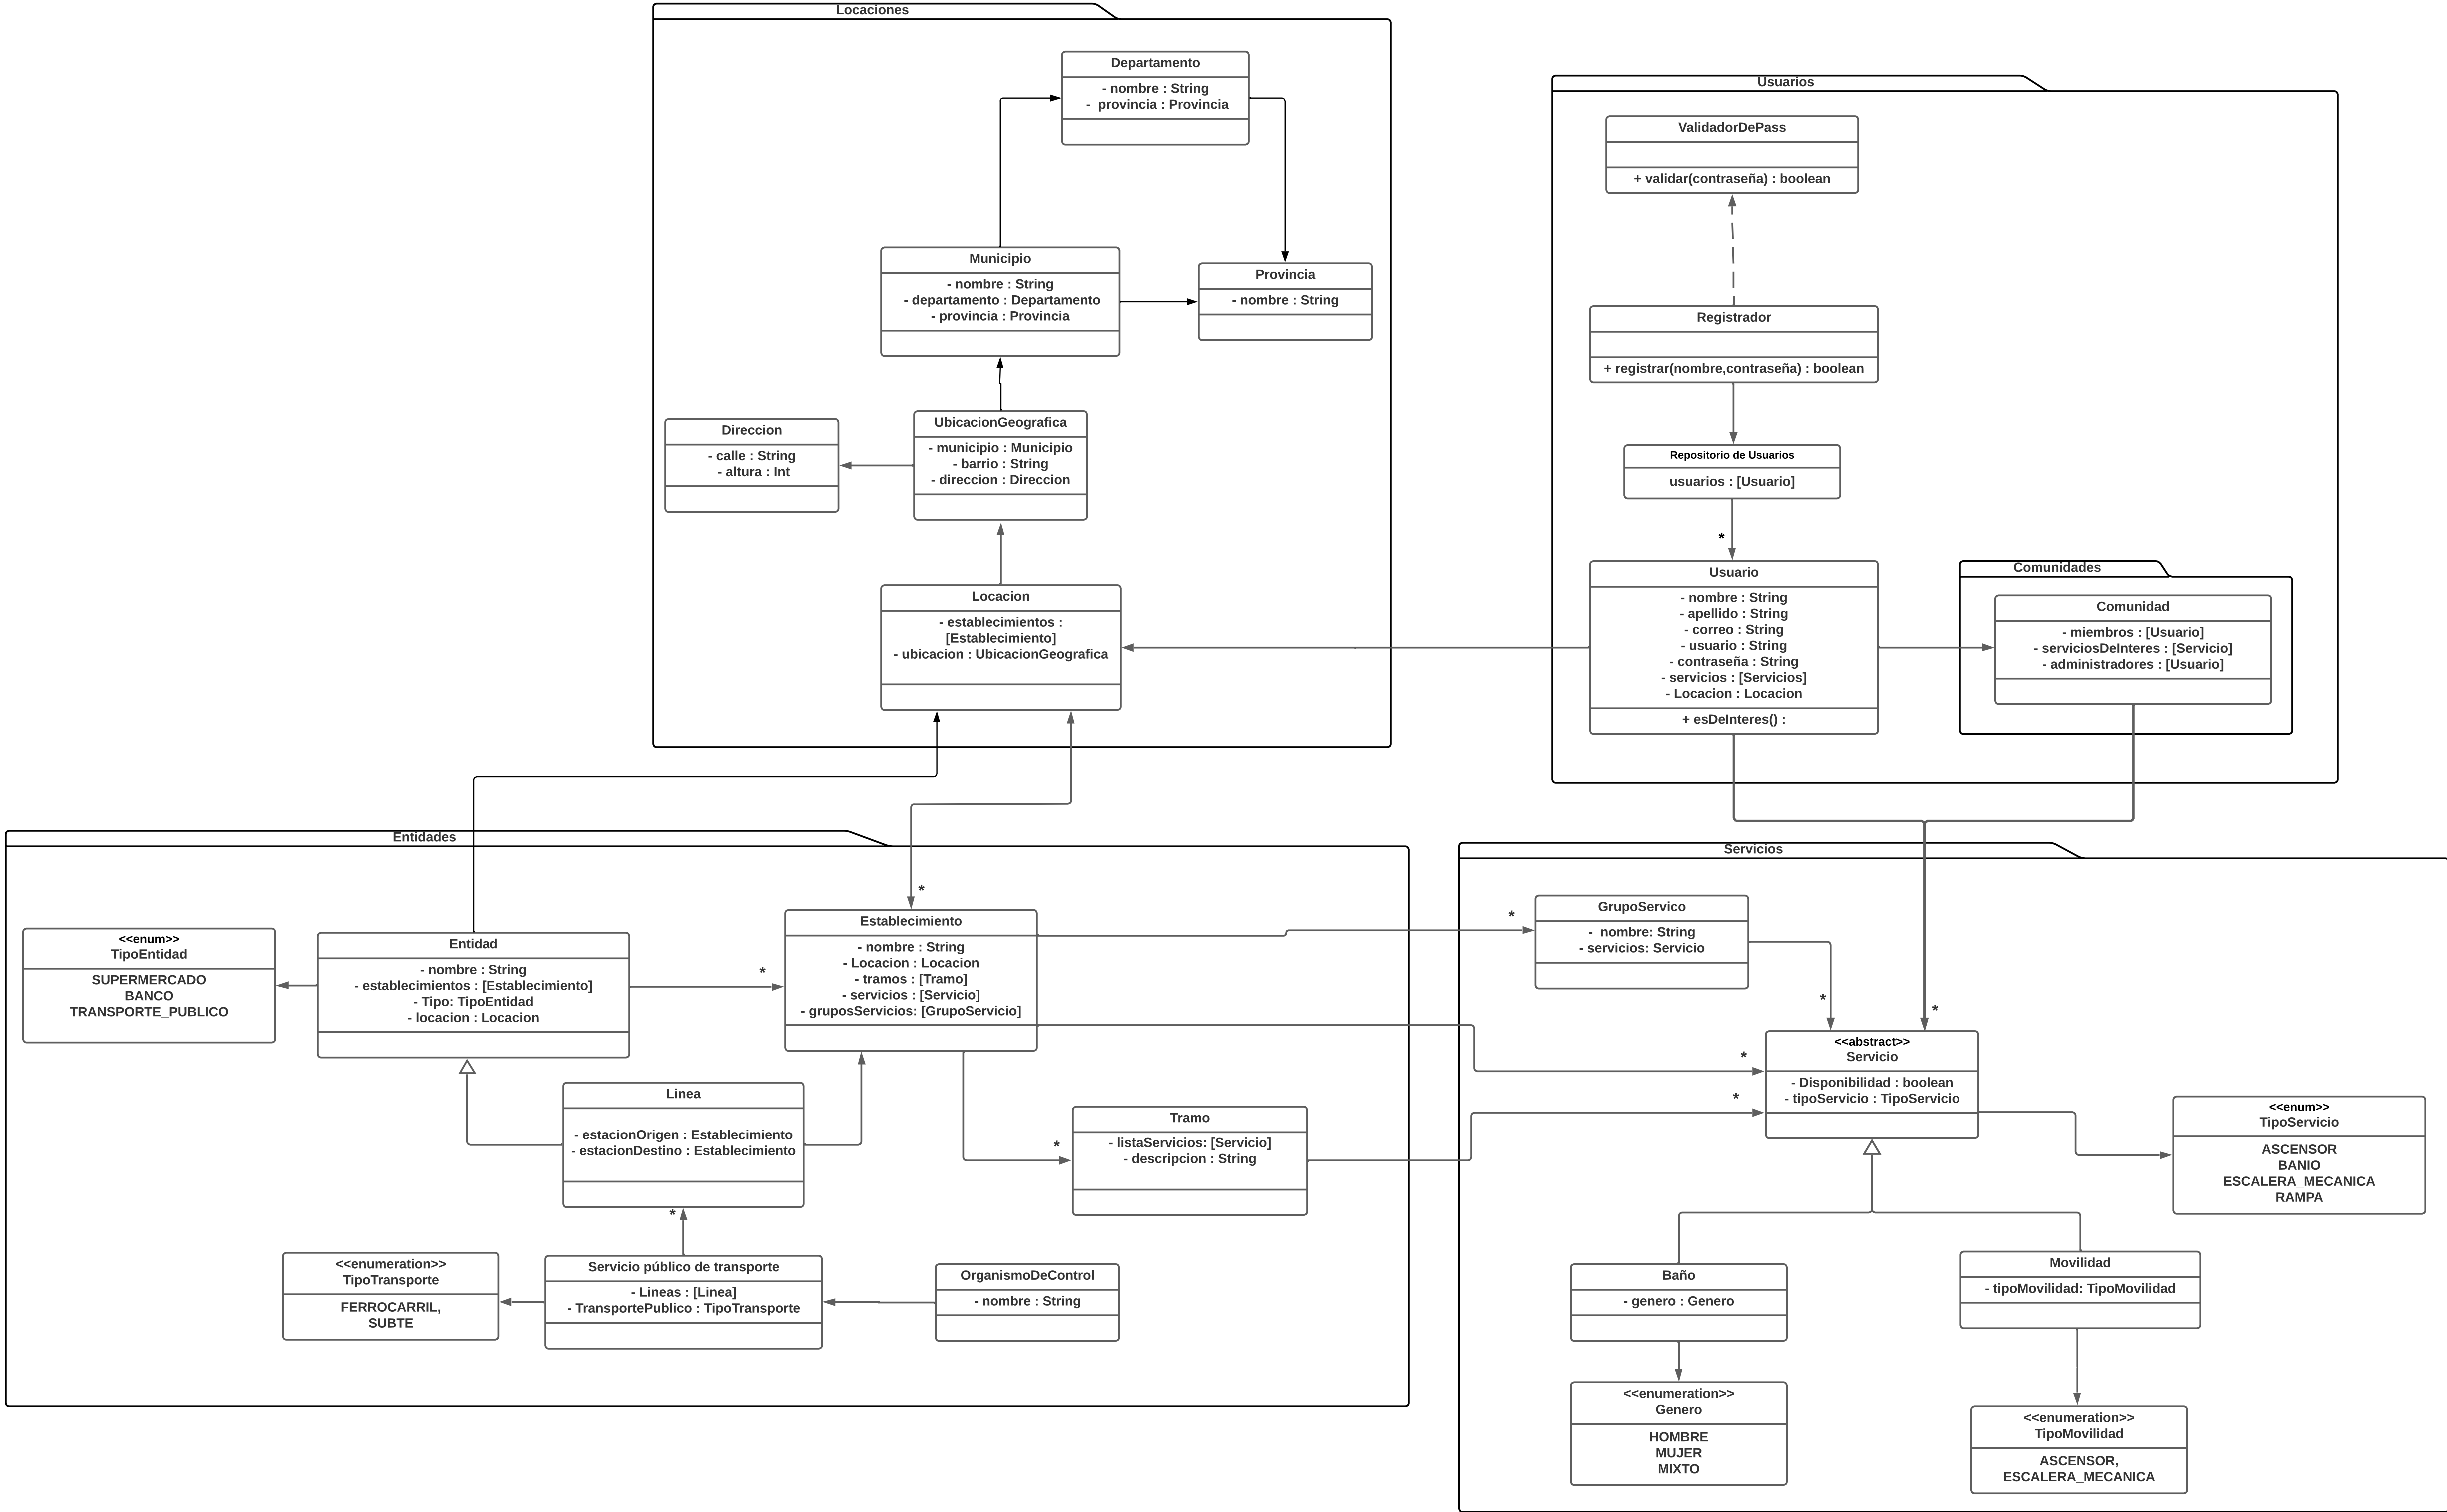 Locaciones
Departamento
- nombre : String
- provincia : Provincia
Municipio
- nombre : String
- departamento : Departamento
- provincia : Provincia
Provincia
- nombre : String
Direccion
- calle : String
- altura : Int
UbicacionGeografica
- municipio : Municipio
- barrio : String
- direccion : Direccion
Locacion
- establecimientos :
[Establecimiento]
- ubicacion : UbicacionGeografica
Usuarios
ValidadorDePass
+ validar(contraseña) : boolean
Registrador
+ registrar(nombre,contraseña) : boolean
Repositorio de Usuarios
usuarios : [Usuario]
*
Usuario
- nombre : String
- apellido : String
- correo : String
- usuario : String
- contraseña : String
- servicios : [Servicios]
- Locacion : Locacion
+ esDeInteres() :
Comunidades
Comunidad
- miembros : [Usuario]
- serviciosDeInteres : [Servicio]
- administradores : [Usuario]
Entidades
<<enum>>
TipoEntidad
SUPERMERCADO
BANCO
TRANSPORTE_PUBLICO
Entidad
- nombre : String
- establecimientos : [Establecimiento]
- Tipo: TipoEntidad
- locacion : Locacion
*
*
Establecimiento
- nombre : String
- Locacion : Locacion
- tramos : [Tramo]
- servicios : [Servicio]
- gruposServicios: [GrupoServicio]
Linea
- estacionOrigen : Establecimiento
- estacionDestino : Establecimiento
*
*
Tramo
- listaServicios: [Servicio]
- descripcion : String
<<enumeration>>
TipoTransporte
FERROCARRIL,
SUBTE
Servicio público de transporte
- Lineas : [Linea]
- TransportePublico : TipoTransporte
OrganismoDeControl
- nombre : String
Servicios
*
GrupoServico
- nombre: String
- servicios: Servicio
*
*
*
*
<<abstract>>
Servicio
- Disponibilidad : boolean
- tipoServicio : TipoServicio
<<enum>>
TipoServicio
ASCENSOR
BANIO
ESCALERA_MECANICA
RAMPA
Baño
- genero : Genero
Movilidad
- tipoMovilidad: TipoMovilidad
<<enumeration>>
Genero
HOMBRE
MUJER
MIXTO
<<enumeration>>
TipoMovilidad
ASCENSOR,
ESCALERA_MECANICA